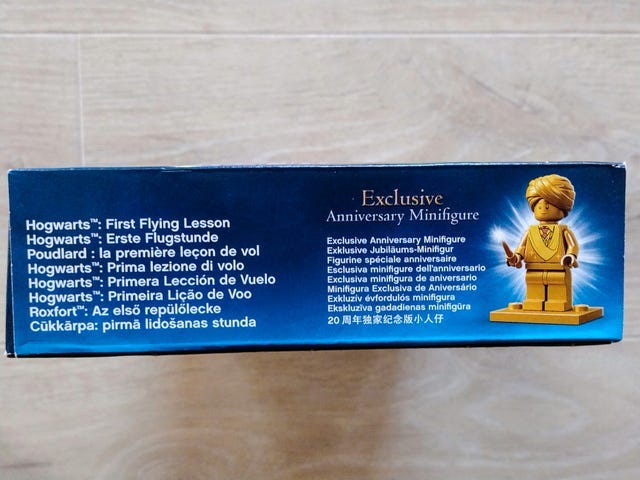 Hogwarts™: First Flying Lesson
Hogwarts™: Erste Flugstunde
Poudlard : la première leçon de vol
Hogwarts™: Prima lezione di volo
Hogwarts™: Primera Lección de Vuelo
Hogwarts™: Primeira Lição de Voo
Roxfort™: Az első repülőlecke
Cūkkārpa: pirmā lidošanas stunda
Exclusive
Anniversary Minifigure
Exclusive Anniversary Minifigure
Exklusive Jubiläums-Minifigur
Figurine spéciale anniversaire
Esclusiva minifigure dell'anniversario
Exclusiva minifigura de aniversario
Minifigura Exclusiva de Aniversário
Exkluzív évfordulós minifigura
Ekskluzīva gadadienas minifigūra
20 周年独家纪念版小人仔